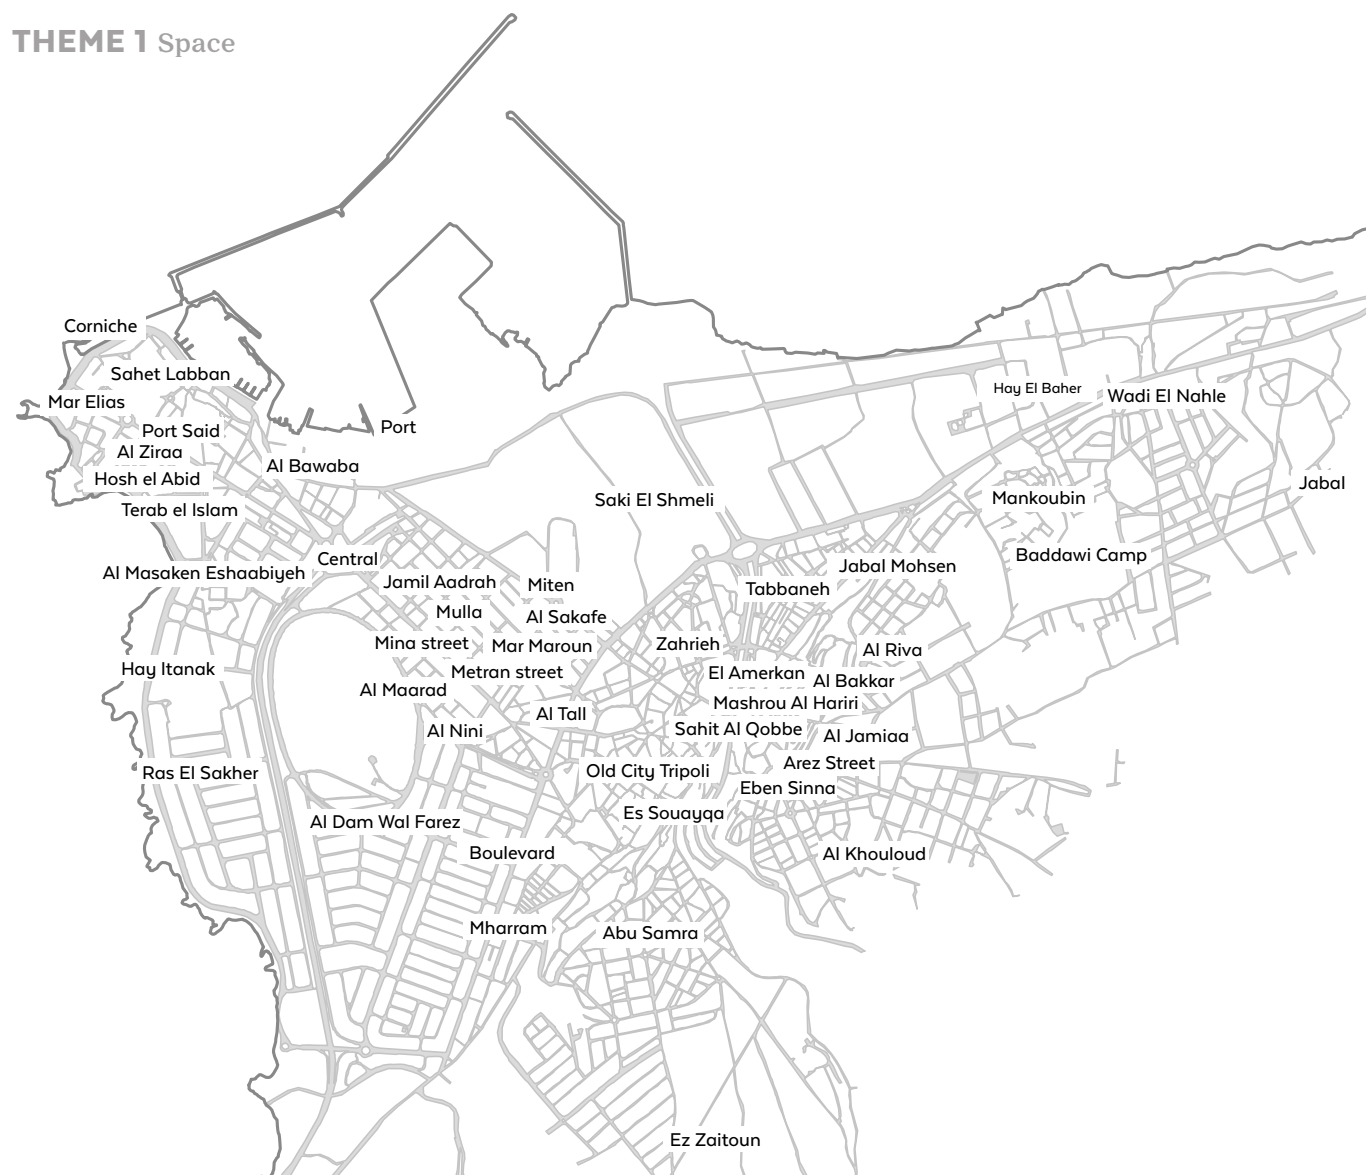 THEME 1 Space
Corniche
Sahet Labban
Hay El Baher
Wadi El Nahle
Mar Elias
Port
Port Said
Al Ziraa
Al Bawaba
Hosh el Abid
Jabal
Saki El Shmeli
Mankoubin
Terab el Islam
Central
Baddawi Camp
Al Masaken Eshaabiyeh
Jabal Mohsen
Jamil Aadrah
Miten
Tabbaneh
Mulla
Al Sakafe
Mina street
Mar Maroun
Zahrieh
Al Riva
Hay Itanak
Metran street
El Amerkan
Al Bakkar
Al Maarad
Mashrou Al Hariri
Al Tall
Al Nini
Sahit Al Qobbe
Al Jamiaa
Ras El Sakher
Old City Tripoli
Arez Street
Eben Sinna
Al Dam Wal Farez
Es Souayqa
Boulevard
Al Khouloud
Mharram
Abu Samra
Ez Zaitoun